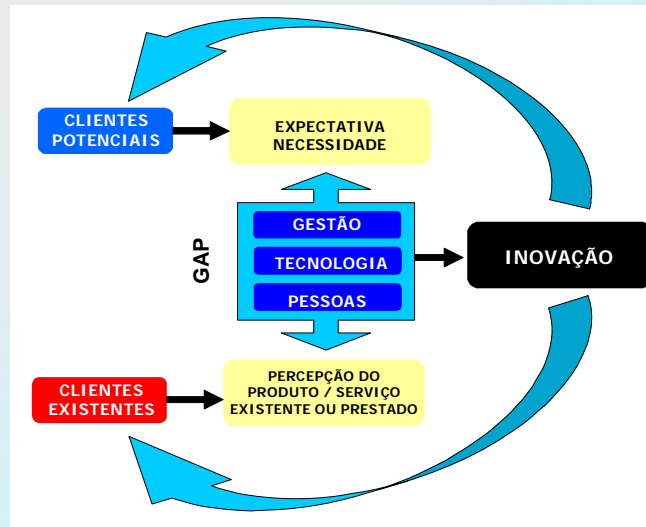 CLIENTES
POTENCIAIS
EXPECTATIVA
NECESSIDADE
GAP
GESTÃO
TECNOLOGIA
PESSOAS
INOVAÇÃO
CLIENTES
EXISTENTES
PERCEPÇÃO DO
PRODUTO / SERVIÇO
EXISTENTE OU PRESTADO